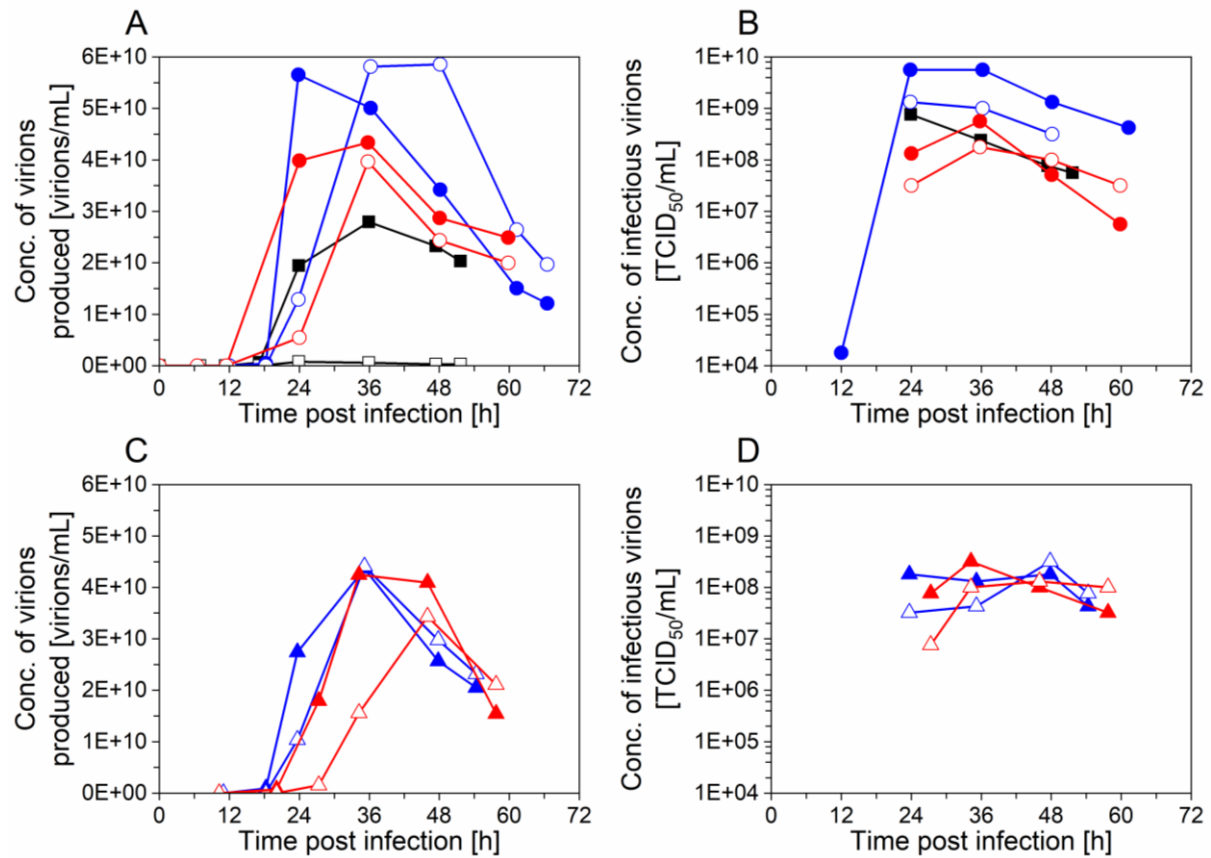 A
Conc. of virions
produced [virions/mL]
6E+10
5E+10
4E+10
3E+10
2E+10
1E+10
0E+00
0 12 24 36 48 60 72
Time post infection [h]
B
Conc. of infectious virions
[TCID50/mL]
1E+10
1E+09
1E+08
1E+07
1E+06
1E+05
1E+04
0 12 24 36 48 60 72
Time post infection [h]
C
Conc. of virions
produced [virions/mL]
6E+10
5E+10
4E+10
3E+10
2E+10
1E+10
0E+00
0 12 24 36 48 60 72
Time post infection [h]
D
Conc. of infectious virions
[TCID50/mL]
1E+10
1E+09
1E+08
1E+07
1E+06
1E+05
1E+04
0 12 24 36 48 60 72
Time post infection [h]